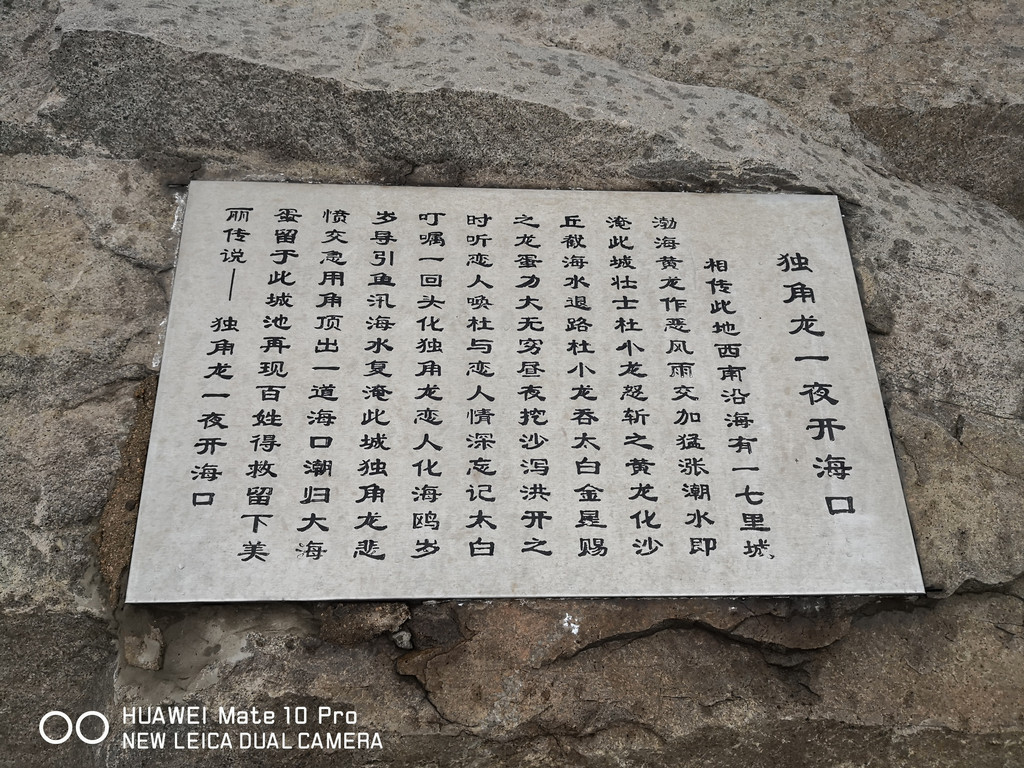 独角龙一夜开海口
相传此地西南沿海有一七里城
渤海黄龙作恶风雨交加猛涨潮水即
淹此城壮士杜小龙怒斩之黄龙化沙
丘截海水退路杜小龙吞太白金星赐
之龙蛋力大无穷昼夜挖沙泻洪开之
时听恋人唤杜与恋人情深忘记太白
叮嘱一回头化独角龙恋人化海鸥岁
岁导引鱼汛海水复淹此城独角龙悲
愤交急用角顶出一道海口潮归大海
蛋留于此城池再现百姓得救留下美
丽传说—独角龙一夜开海口
HUAWEI Mate 10 Pro
NEW LEICA DUAL CAMERA